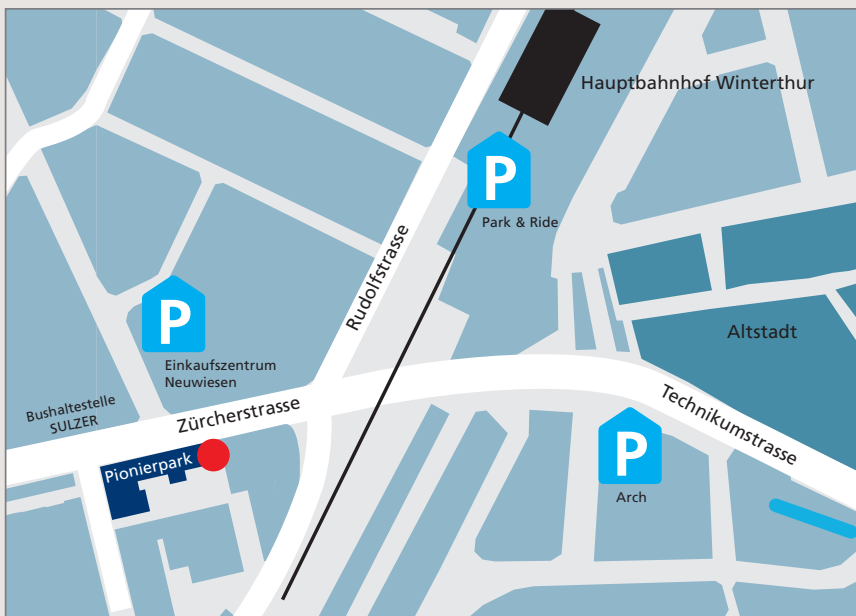 Hauptbahnhof Winterthur
P
Park & Ride
Rudolfstrasse
P
Einkaufszentrum
Neuwiesen
Altstadt
Bushaltestelle
SULZER
Zürcherstrasse
Technikumstrasse
Pionierpark
P
Arch